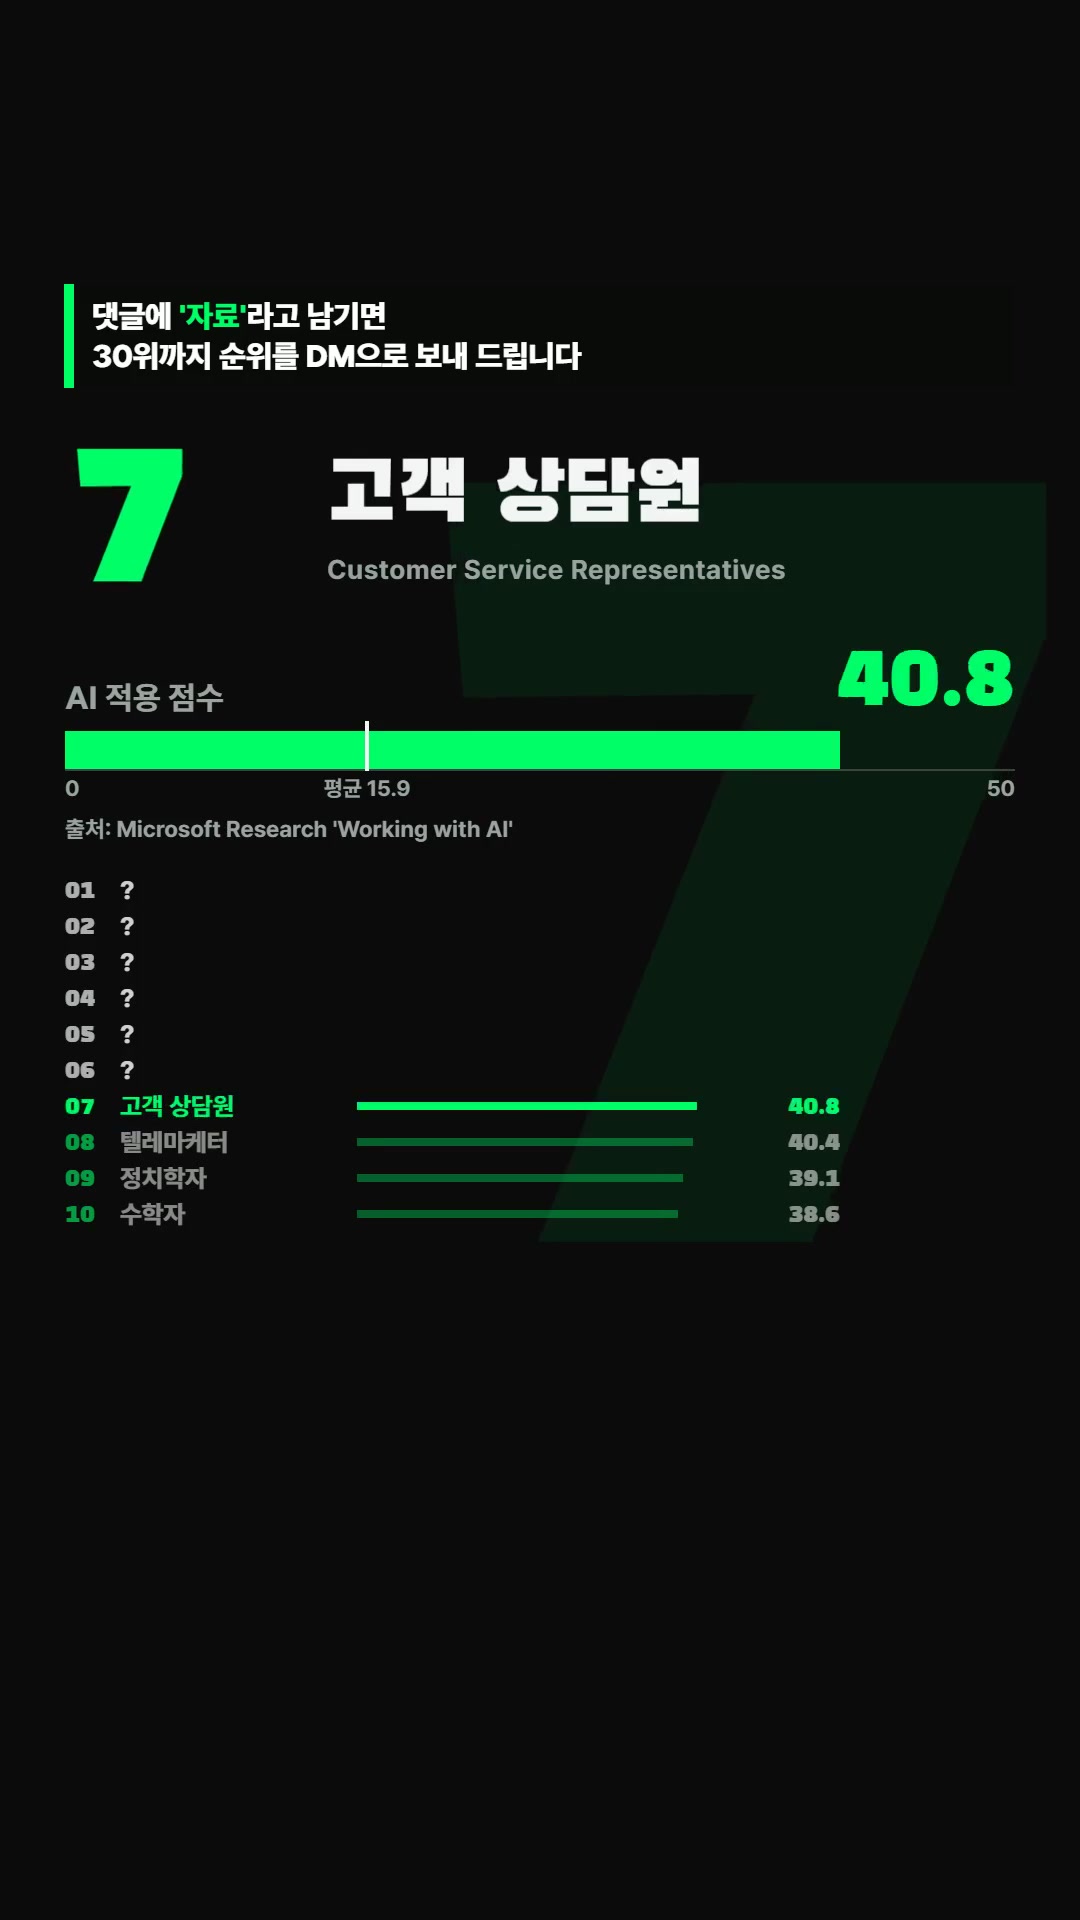 댓글에 '자료'라고 남기면
30위까지 순위를 DM으로 보내 드립니다
7
고객 상담원
Customer Service Representatives
AI 적용 점수
40.8
0
평균 15.9
50
출처: Microsoft Research 'Working with AI'
01 ?
02 ?
03 ?
04 ?
05 ?
06 ?
07 고객 상담원 40.8
08 텔레마케터 40.4
09 정치학자 39.1
10 수학자 38.6